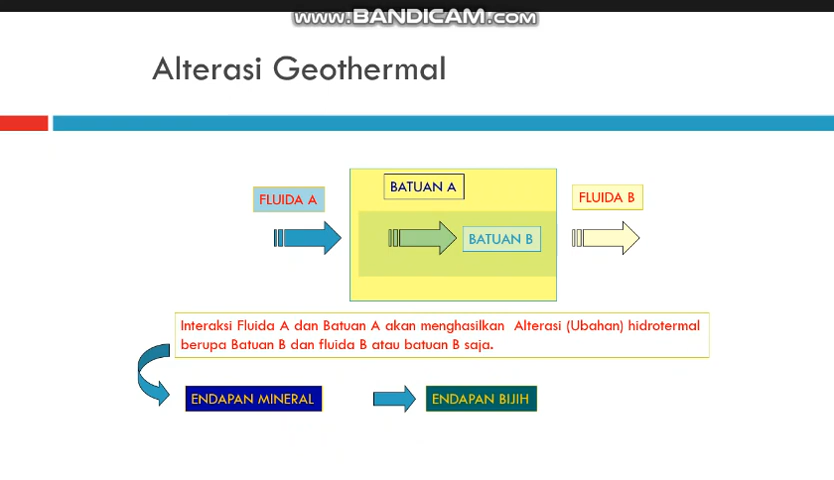 www.BANDICAM.com
Alterasi Geothermal
BATUAN A
FLUIDA A
FLUIDA B
BATUAN B
Interaksi Fluida A dan Batuan A akan menghasilkan Alterasi (Ubahan) hidrotermal
berupa Batuan B dan fluida B atau batuan B saja.
ENDAPAN MINERAL
ENDAPAN BIJIH